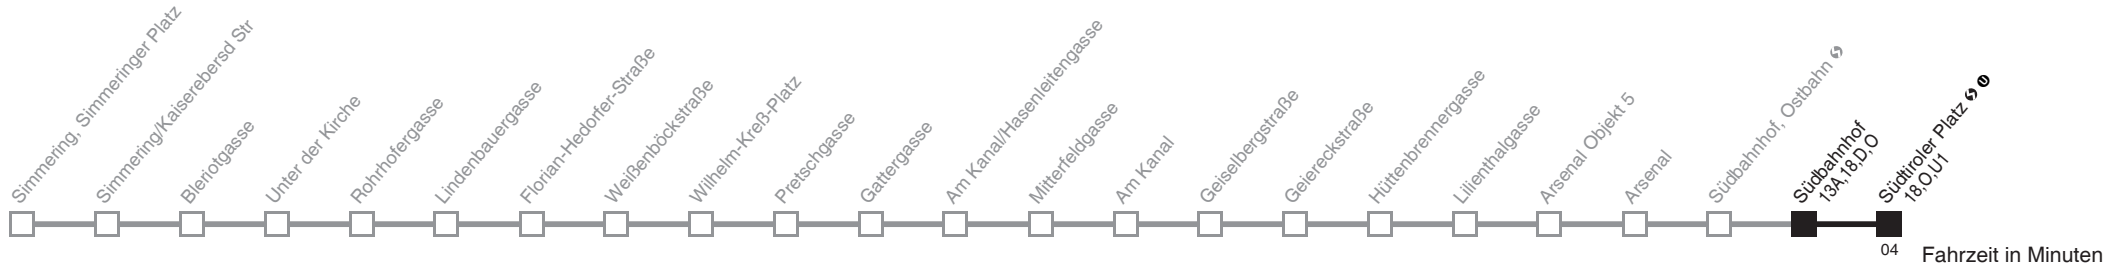 Simmering, Simmeringer Platz
Simmering/Kaiserebersd Str
Bleriotgasse
Unter der Kirche
Rohrhofergasse
Lindenbauergasse
Florian-Hedorfer-Straße
Weißenböckstraße
Wilhelm-Kreß-Platz
Pretschgasse
Gattergasse
Am Kanal/Hasenleitengasse
Mitterfeldgasse
Am Kanal
Geiselbergstraße
Geiereckstraße
Hüttenbrennergasse
Lilienthalgasse
Arsenal Objekt 5
Arsenal
Südbahnhof, Ostbahn S
Südbahnhof
13A,18,D,O
Südtiroler Platz S U
18,O,U1
04
Fahrzeit in Minuten